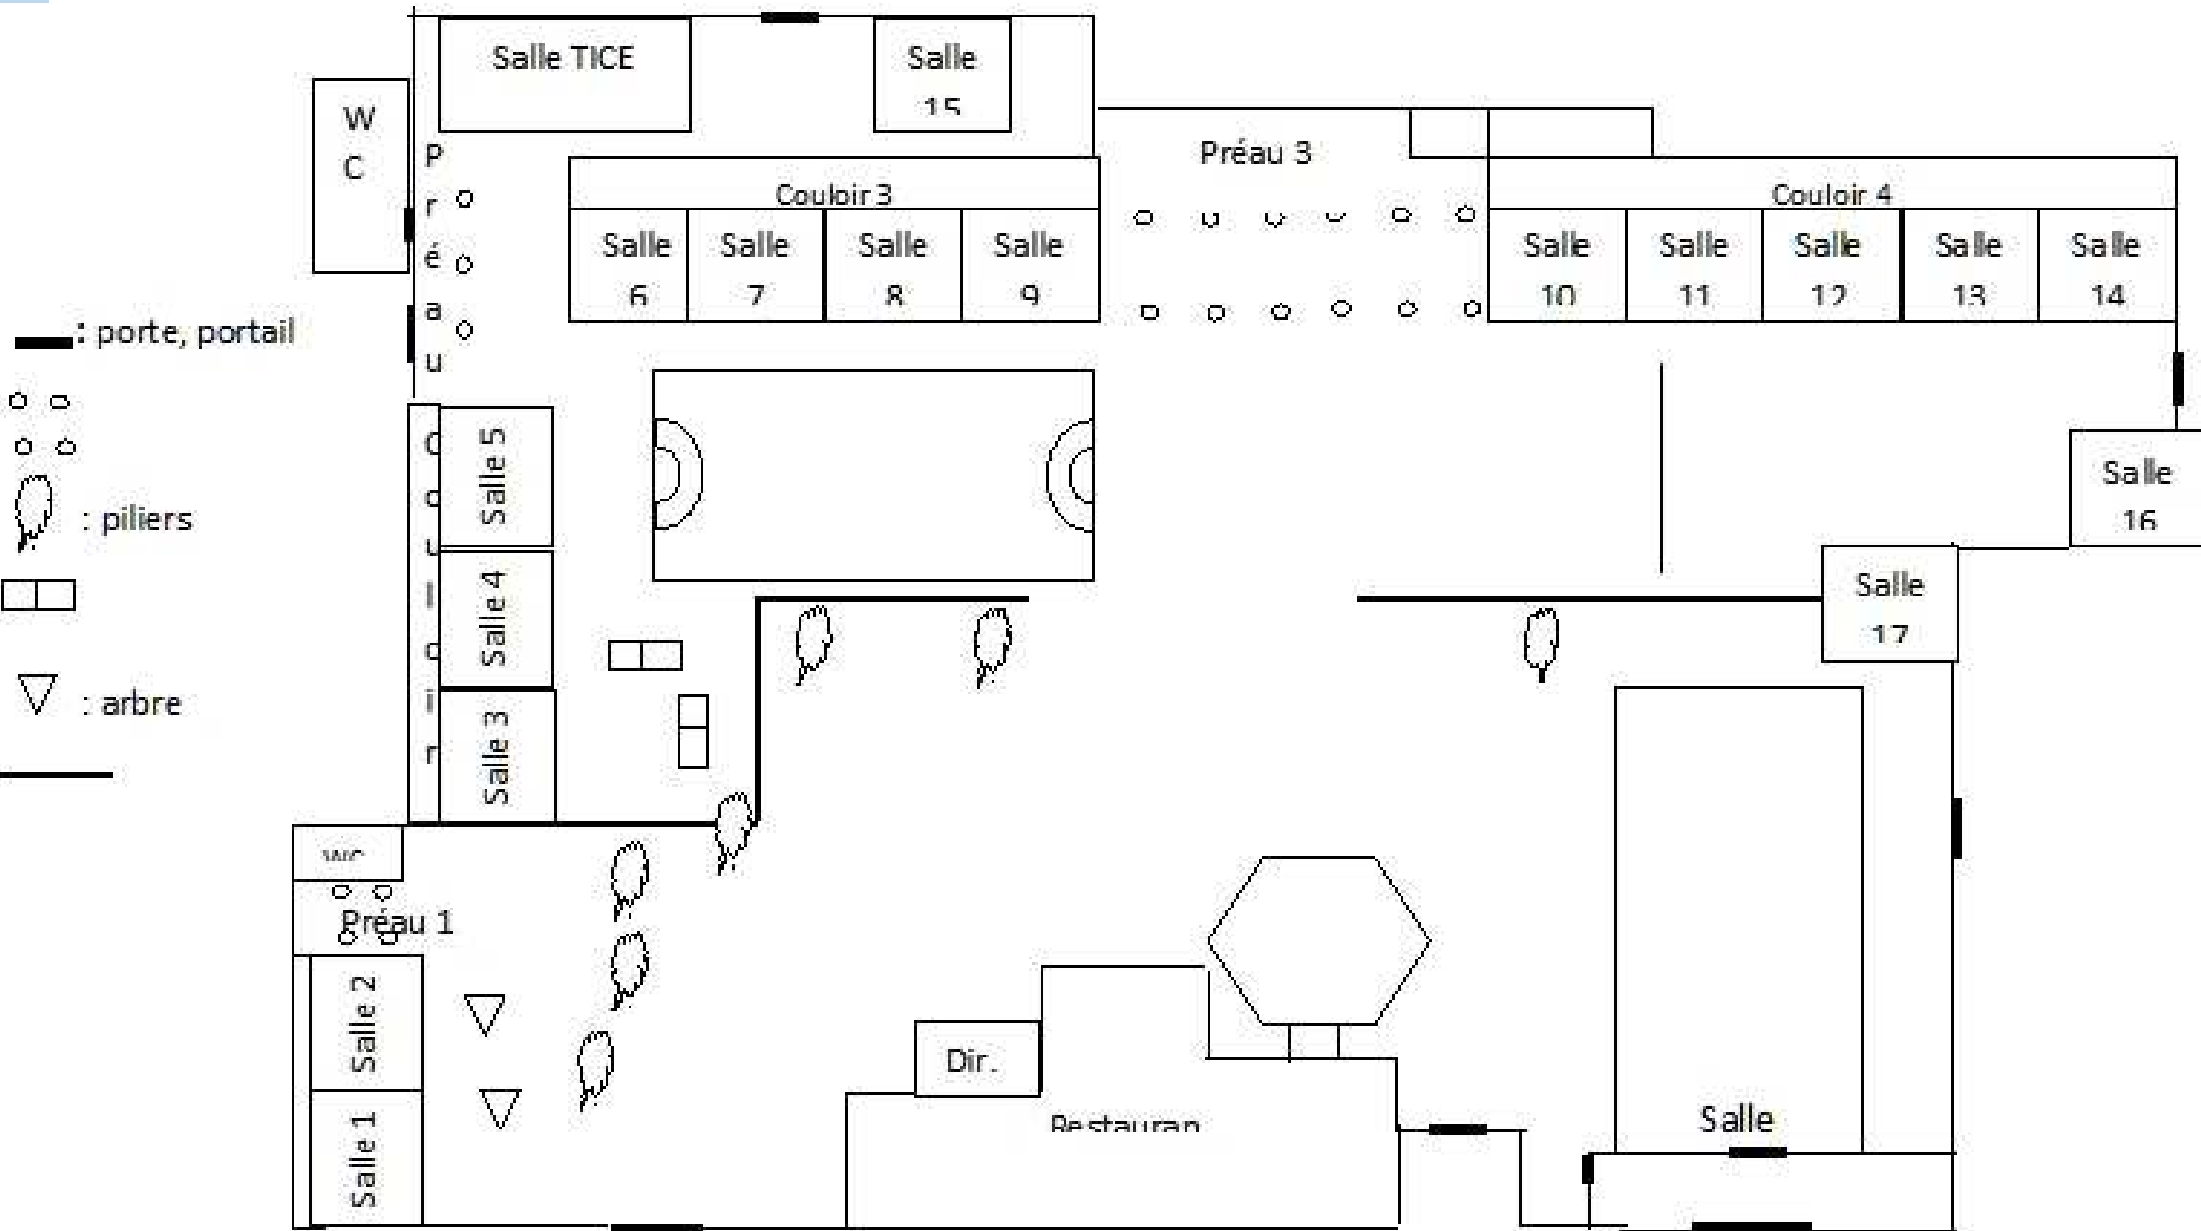 Salle TICE
Salle
15
W
C
P
r
é
a
u
Préau 3
Couloir 3
Couloir 4
Salle
6
Salle
7
Salle
8
Salle
9
Salle
10
Salle
11
Salle
12
Salle
13
Salle
14
: porte, portail
: piliers
: arbre
C
o
u
l
o
i
r
Salle 5
Salle 4
Salle 3
Salle
16
Salle
17
WC
Préau 1
Salle 2
Salle 1
Dir.
Restauran
Salle